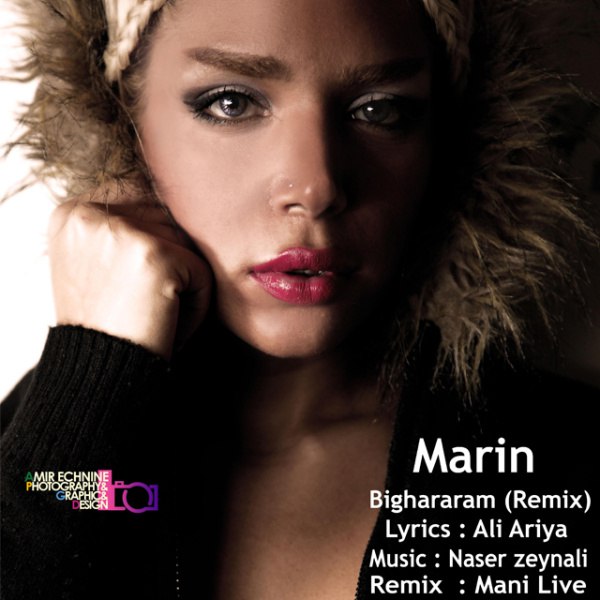 Marin
Bighararam (Remix)
Lyrics : Ali Ariya
Music : Naser zeynali
Remix : Mani Live
AMIR ECHNINE
PHOTOGRAPHY&
GRAPHIC&
DESIGN